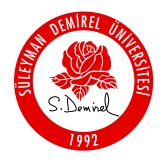 SÜLEYMAN DEMİREL ÜNİVERSİTESİ
S. Demirel
1992